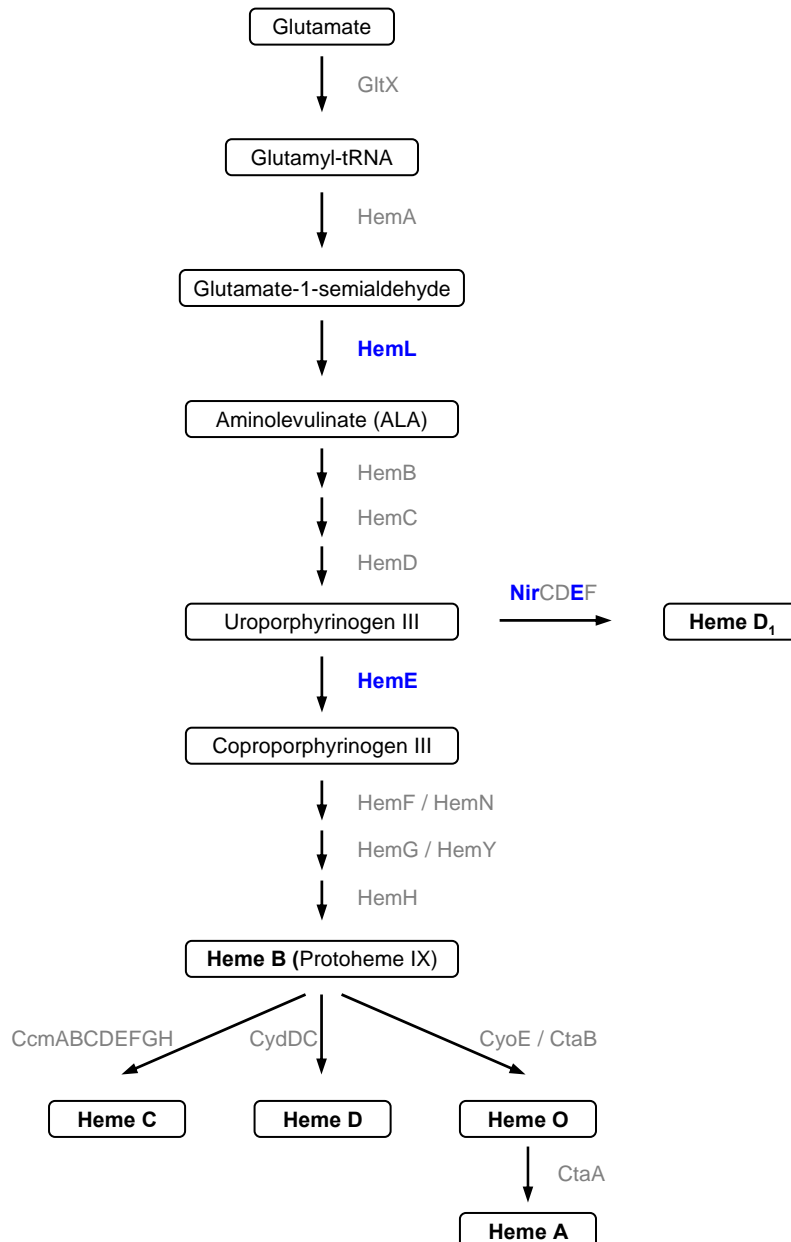 Glutamate
GltX
Glutamyl-tRNA
HemA
Glutamate-1-semialdehyde
HemL
Aminolevulinate (ALA)
HemB
HemC
HemD
NirCDEF
Uroporphyrinogen III
Heme D₁
HemE
Coproporphyrinogen III
HemF / HemN
HemG / HemY
HemH
Heme B (Protoheme IX)
CcmABCDEFGH
CydDC
CyoE / CtaB
Heme C
Heme D
Heme O
CtaA
Heme A